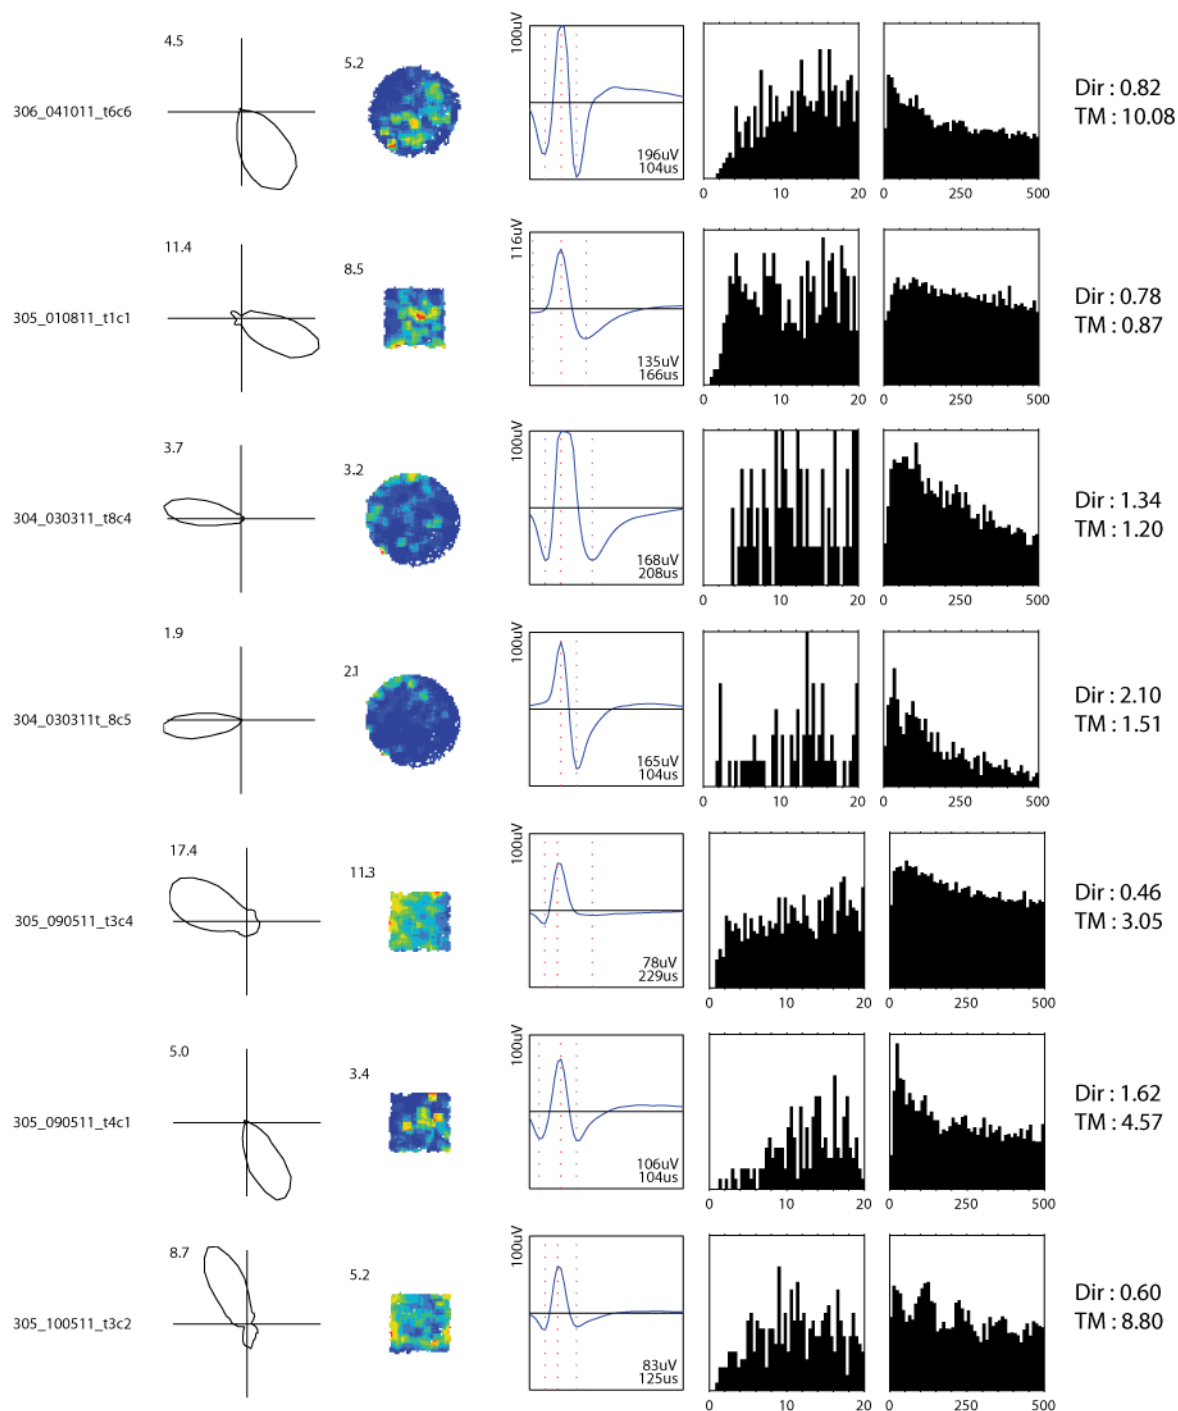 4.5
5.2
100uV
306_041011_t6c6
196uV
104us
0 10 20
0 250 500
Dir : 0.82
TM : 10.08
11.4
8.5
116uV
305_010811_t1c1
135uV
166us
0 10 20
0 250 500
Dir : 0.78
TM : 0.87
3.7
3.2
100uV
304_030311_t8c4
168uV
208us
0 10 20
0 250 500
Dir : 1.34
TM : 1.20
1.9
2.1
100uV
304_030311t_8c5
165uV
104us
0 10 20
0 250 500
Dir : 2.10
TM : 1.51
17.4
11.3
100uV
305_090511_t3c4
78uV
229us
0 10 20
0 250 500
Dir : 0.46
TM : 3.05
5.0
3.4
100uV
305_090511_t4c1
106uV
104us
0 10 20
0 250 500
Dir : 1.62
TM : 4.57
8.7
5.2
100uV
305_100511_t3c2
83uV
125us
0 10 20
0 250 500
Dir : 0.60
TM : 8.80